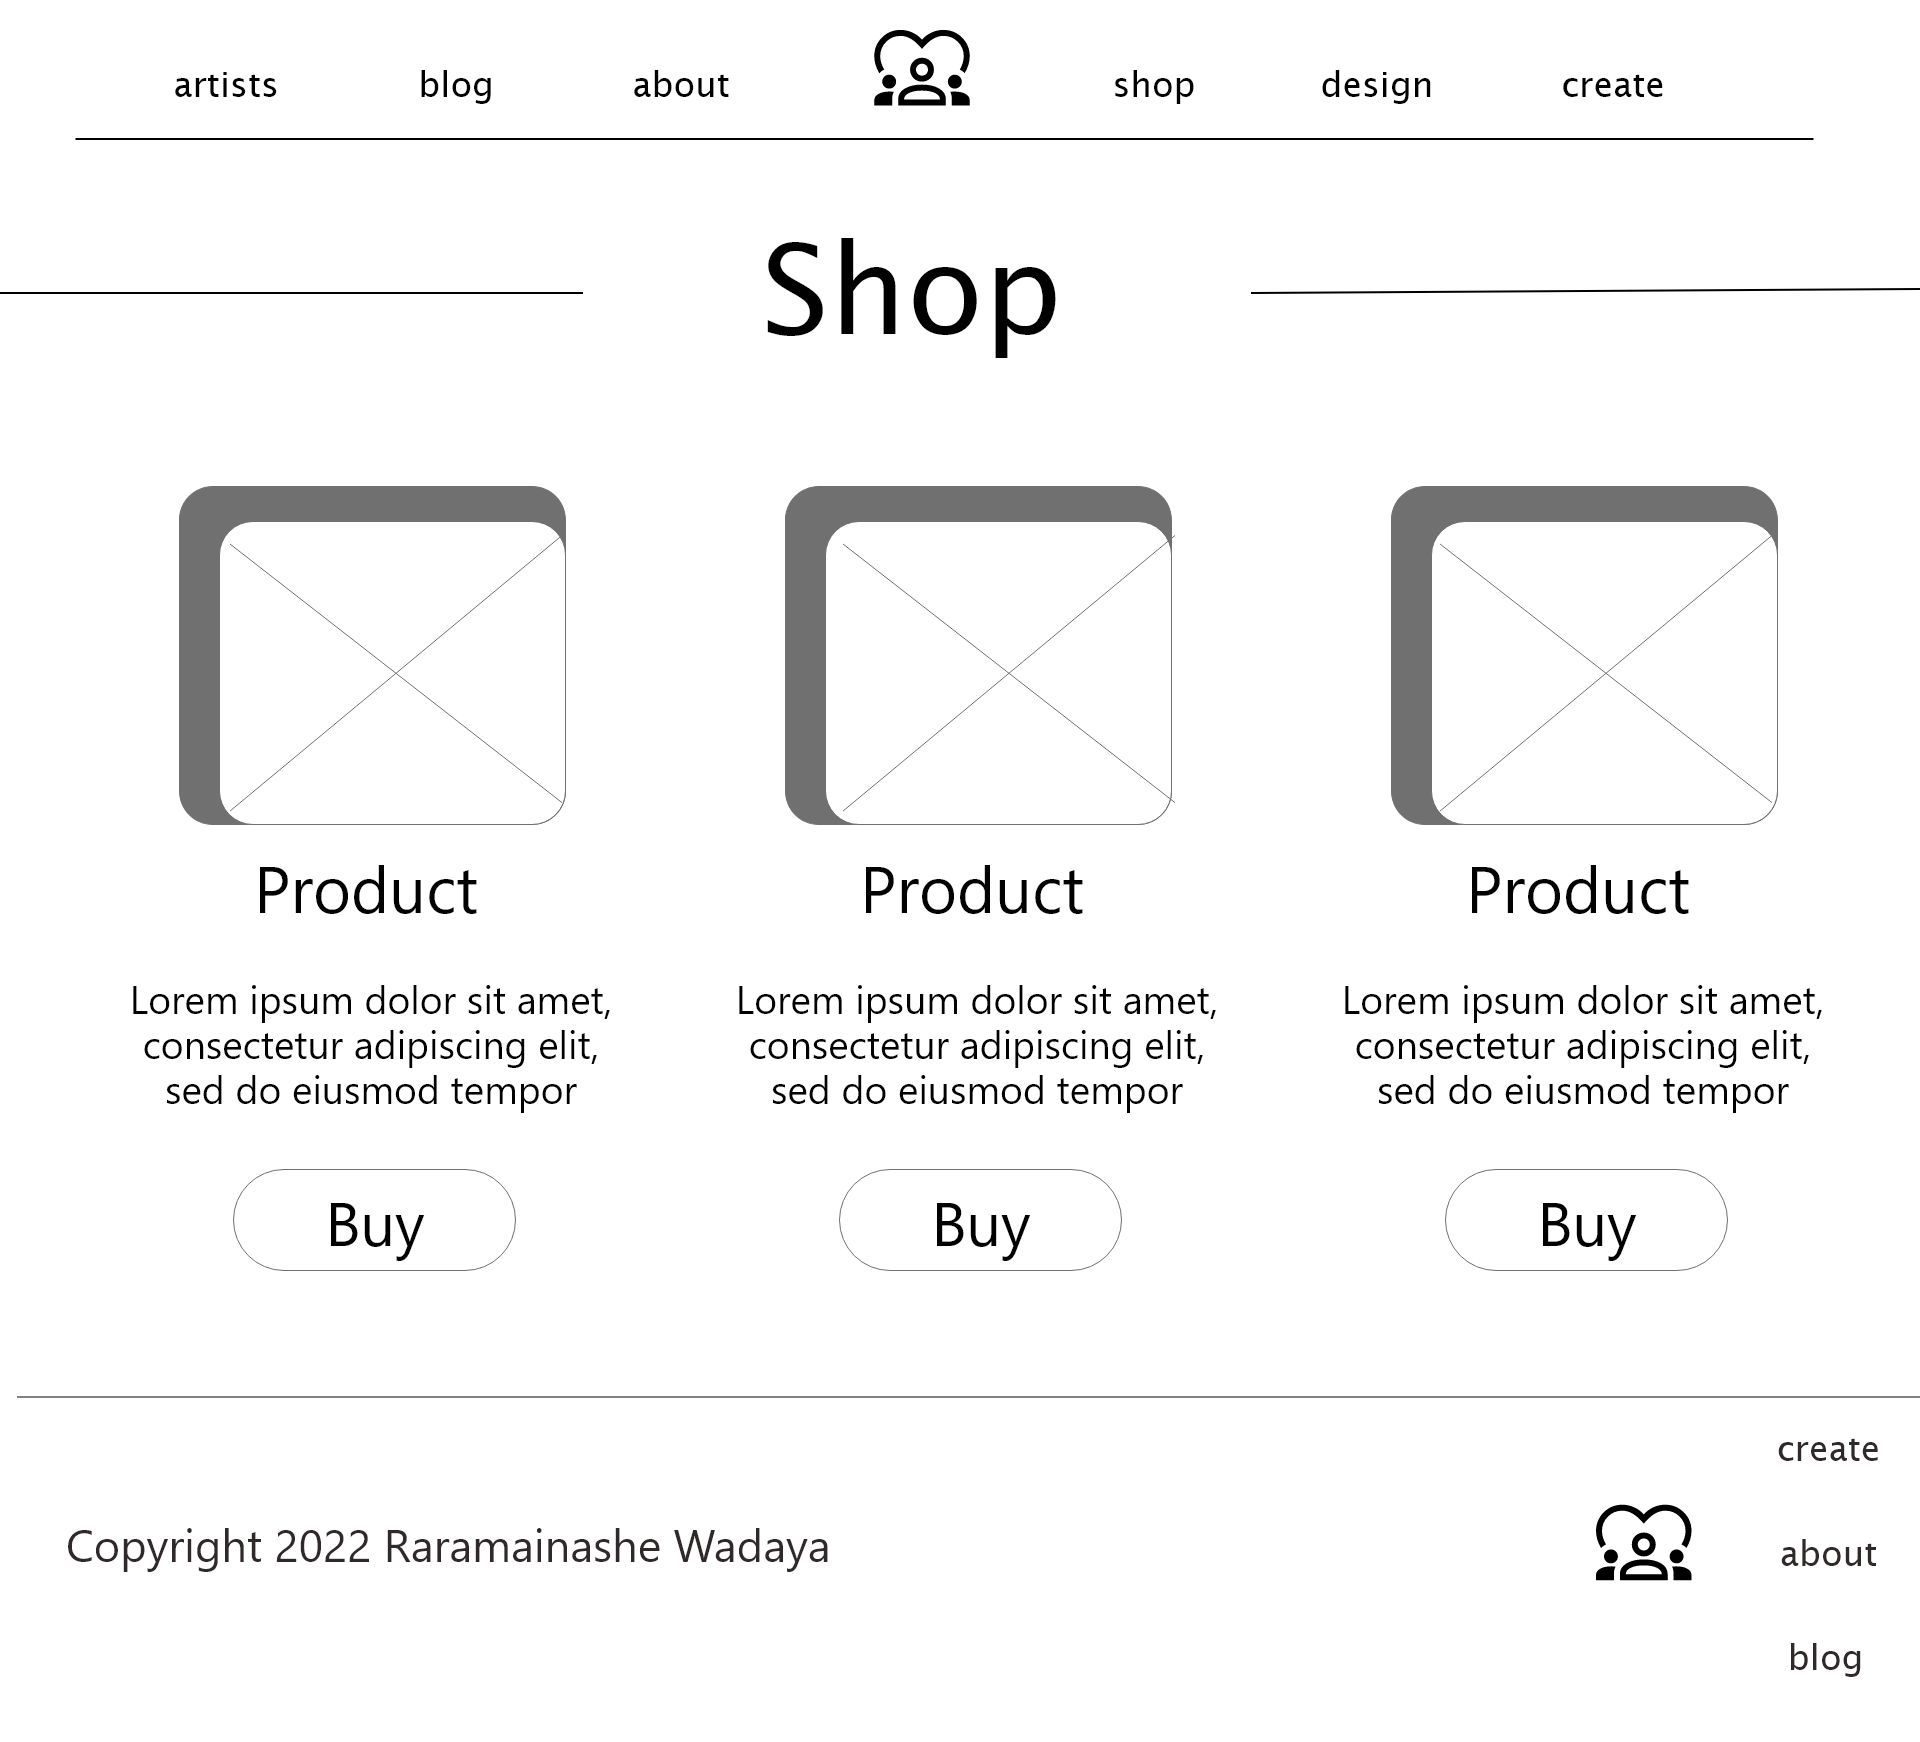 artists
blog
about
shop
design
create
Shop
Product
Lorem ipsum dolor sit amet,
consectetur adipiscing elit,
sed do eiusmod tempor
Buy
Product
Lorem ipsum dolor sit amet,
consectetur adipiscing elit,
sed do eiusmod tempor
Buy
Product
Lorem ipsum dolor sit amet,
consectetur adipiscing elit,
sed do eiusmod tempor
Buy
Copyright 2022 Raramainashe Wadaya
create
about
blog